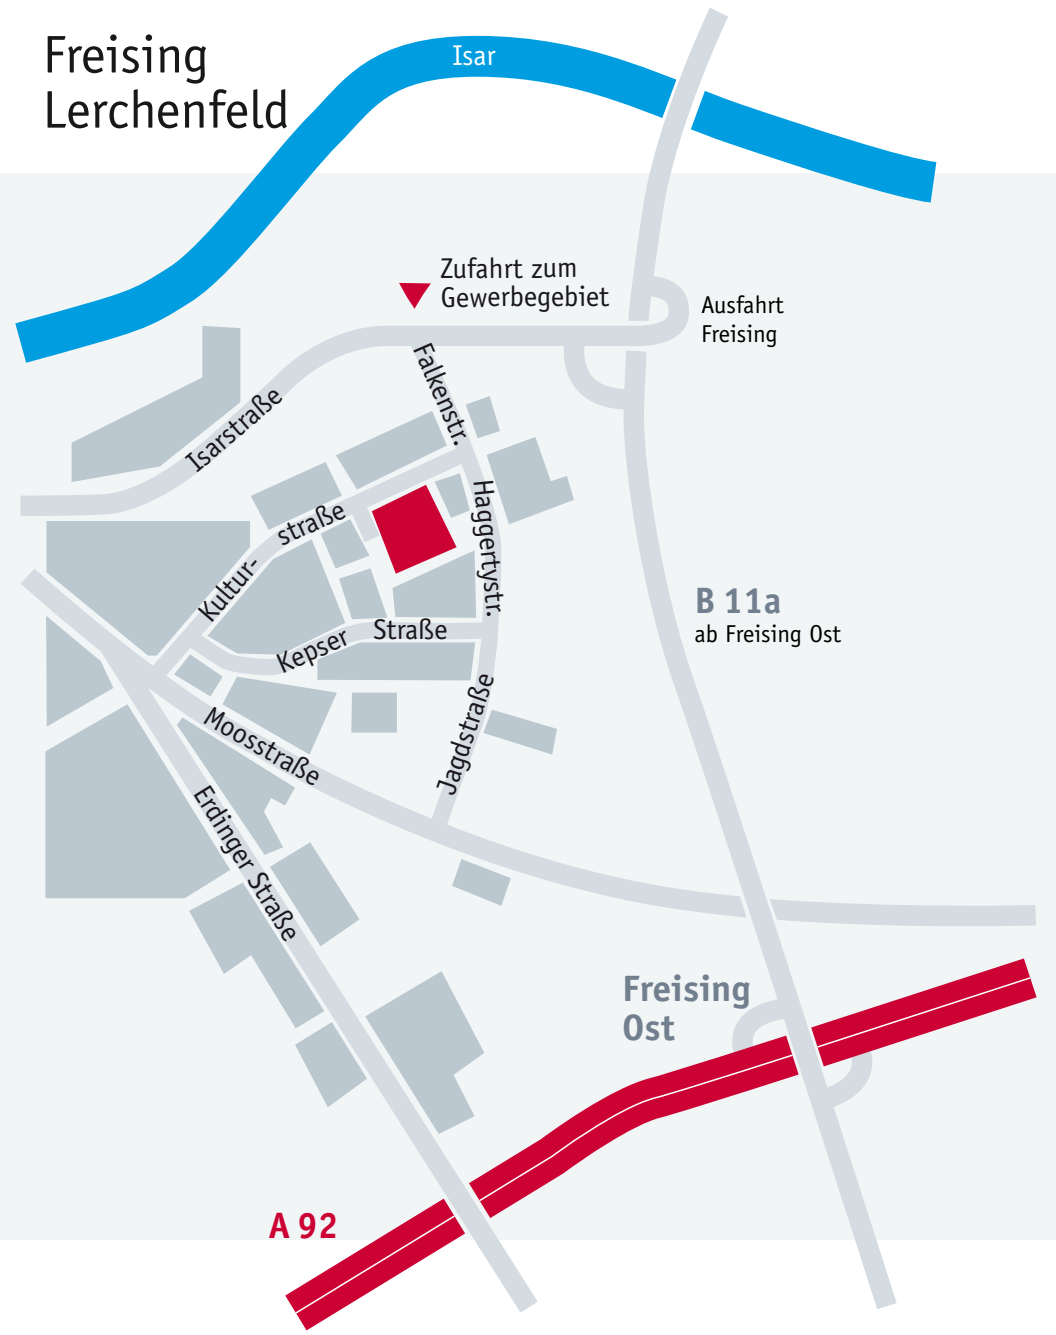 Freising
Lerchenfeld
Isar
Zufahrt zum
Gewerbegebiet
Ausfahrt
Freising
Falkenstr.
Isarstraße
Haggertystr.
Kultur-
straße
B 11a
ab Freising Ost
Kepser Straße
Jagdstraße
Moosstraße
Erdinger Straße
Freising
Ost
A 92